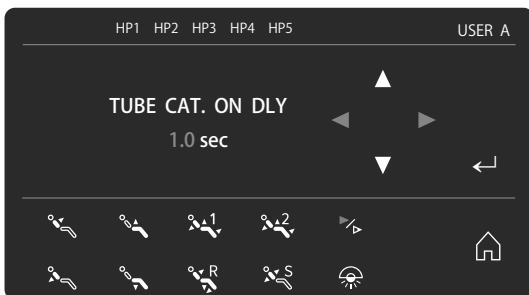 HP1 HP2 HP3 HP4 HP5 USER A
TUBE CAT. ON DLY
1.0 sec
1 2
R S